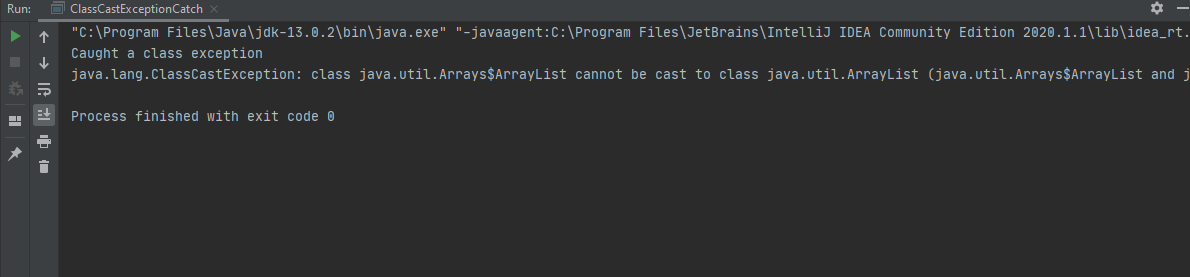 Run: ClassCastExceptionCatch
"C:\Program Files\Java\jdk-13.0.2\bin\java.exe" "-javaagent:C:\Program Files\JetBrains\IntelliJ IDEA Community Edition 2020.1.1\lib\idea_rt.
Caught a class exception
java.lang.ClassCastException: class java.util.Arrays$ArrayList cannot be cast to class java.util.ArrayList (java.util.Arrays$ArrayList and j
Process finished with exit code 0